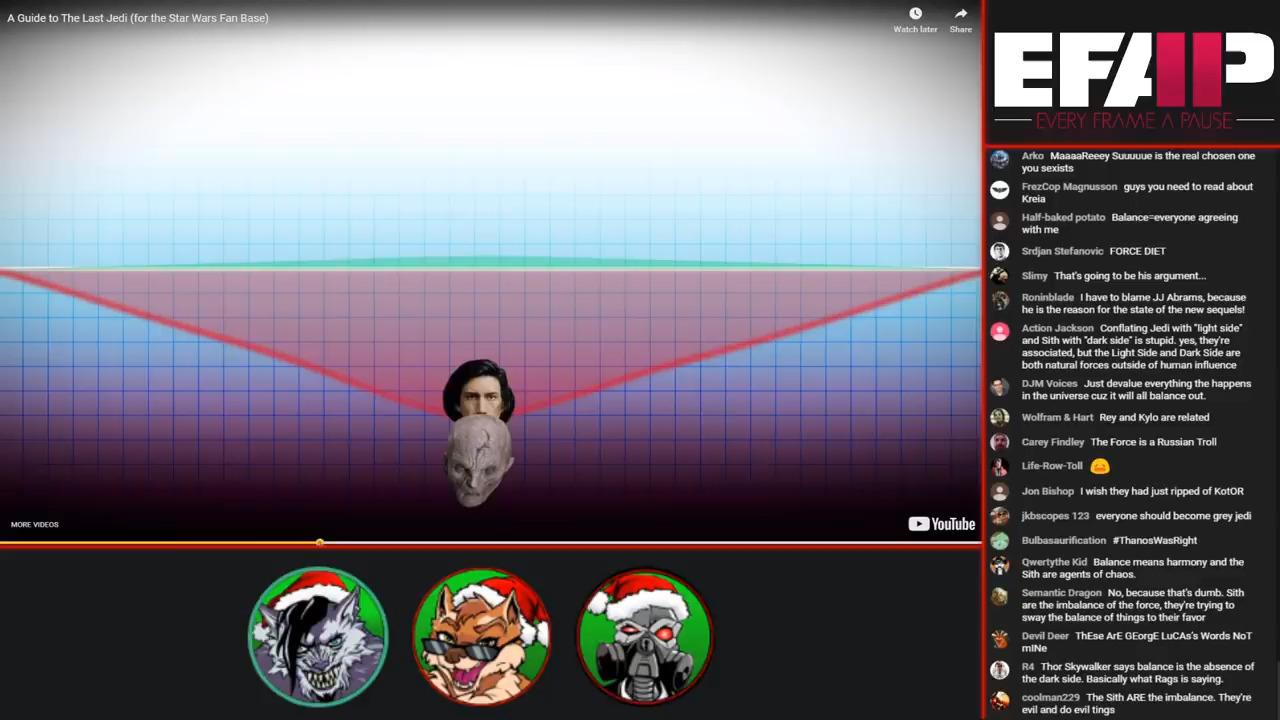 A Guide to The Last Jedi (for the Star Wars Fan Base)
Watch later
Share
MORE VIDEOS
YouTube
EFAP
EVERY FRAME A PAUSE
Arko MaaaaReeey Suuuuue is the real chosen one
you sexists
FrezCop Magnusson guys you need to read about
Kreia
Half-baked potato Balance=everyone agreeing
with me
Srdjan Stefanovic FORCE DIET
Slimy That's going to be his argument...
Roninblade I have to blame JJ Abrams, because
he is the reason for the state of the new sequels!
Action Jackson Conflating Jedi with "light side"
and Sith with "dark side" is stupid. yes, they're
associated, but the Light Side and Dark Side are
both natural forces outside of human influence
DJM Voices Just devalue everything the happens
in the universe cuz it will all balance out.
Wolfram & Hart Rey and Kylo are related
Carey Findley The Force is a Russian Troll
Life-Row-Toll
Jon Bishop I wish they had just ripped of KotOR
jkbscopes 123 everyone should become grey jedi
Bulbasaurification #ThanosWasRight
Qwertythe Kid Balance means harmony and the
Sith are agents of chaos.
Semantic Dragon No, because that's dumb. Sith
are the imbalance of the force, they're trying to
sway the balance of things to their favor
Devil Deer ThEse ArE GEorgE LuCAs's Words NoT
mINe
R4 Thor Skywalker says balance is the absence of
the dark side. Basically what Rags is saying.
coolman229 The Sith ARE the imbalance. They're
evil and do evil tings